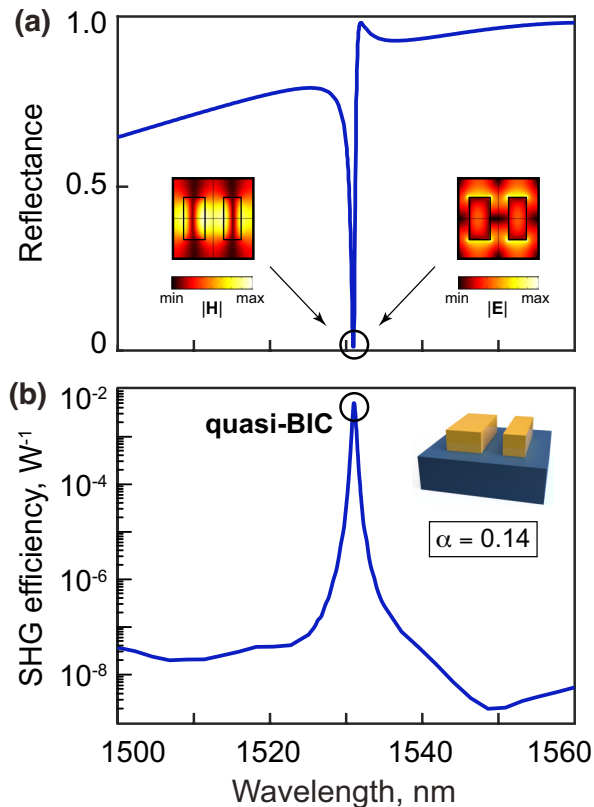 (a)
1.0
0.5
0
Reflectance
min max
|H|
min max
|E|
(b)
10-2
10-4
10-6
10-8
SHG efficiency, W-1
quasi-BIC
α = 0.14
1500 1520 1540 1560
Wavelength, nm